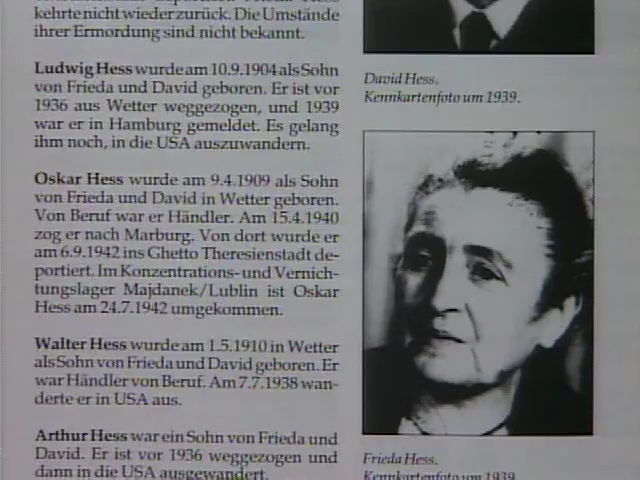 kehrte nicht wieder zurück. Die Umstände
ihrer Ermordung sind nicht bekannt.
Ludwig Hess wurde am 10.9.1904 als Sohn
von Frieda und David geboren. Er ist vor
1936 aus Wetter weggezogen, und 1939
war er in Hamburg gemeldet. Es gelang
ihm noch, in die USA auszuwandern.
Oskar Hess wurde am 9.4.1909 als Sohn
von Frieda und David in Wetter geboren.
Von Beruf war er Händler. Am 15.4.1940
zog er nach Marburg. Von dort wurde er
am 6.9.1942 ins Ghetto Theresienstadt de-
portiert. Im Konzentrations- und Vernich-
tungslager Majdanek/Lublin ist Oskar
Hess am 24.7.1942 umgekommen.
Walter Hess wurde am 1.5.1910 in Wetter
als Sohn von Frieda und David geboren. Er
war Händler von Beruf. Am 7.7.1938 wan-
derte er in USA aus.
Arthur Hess war ein Sohn von Frieda und
David. Er ist vor 1936 weggezogen und
dann in die USA ausgewandert.
David Hess.
Kennkartenfoto um 1939.
Frieda Hess.
Kennkartenfoto um 1939